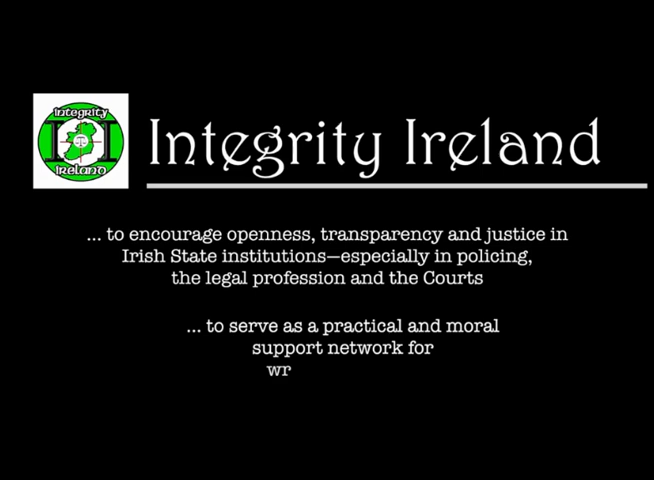 Integrity
Ireland
Integrity Ireland
... to encourage openness, transparency and justice in
Irish State institutions—especially in policing,
the legal profession and the Courts
... to serve as a practical and moral
support network for
wr